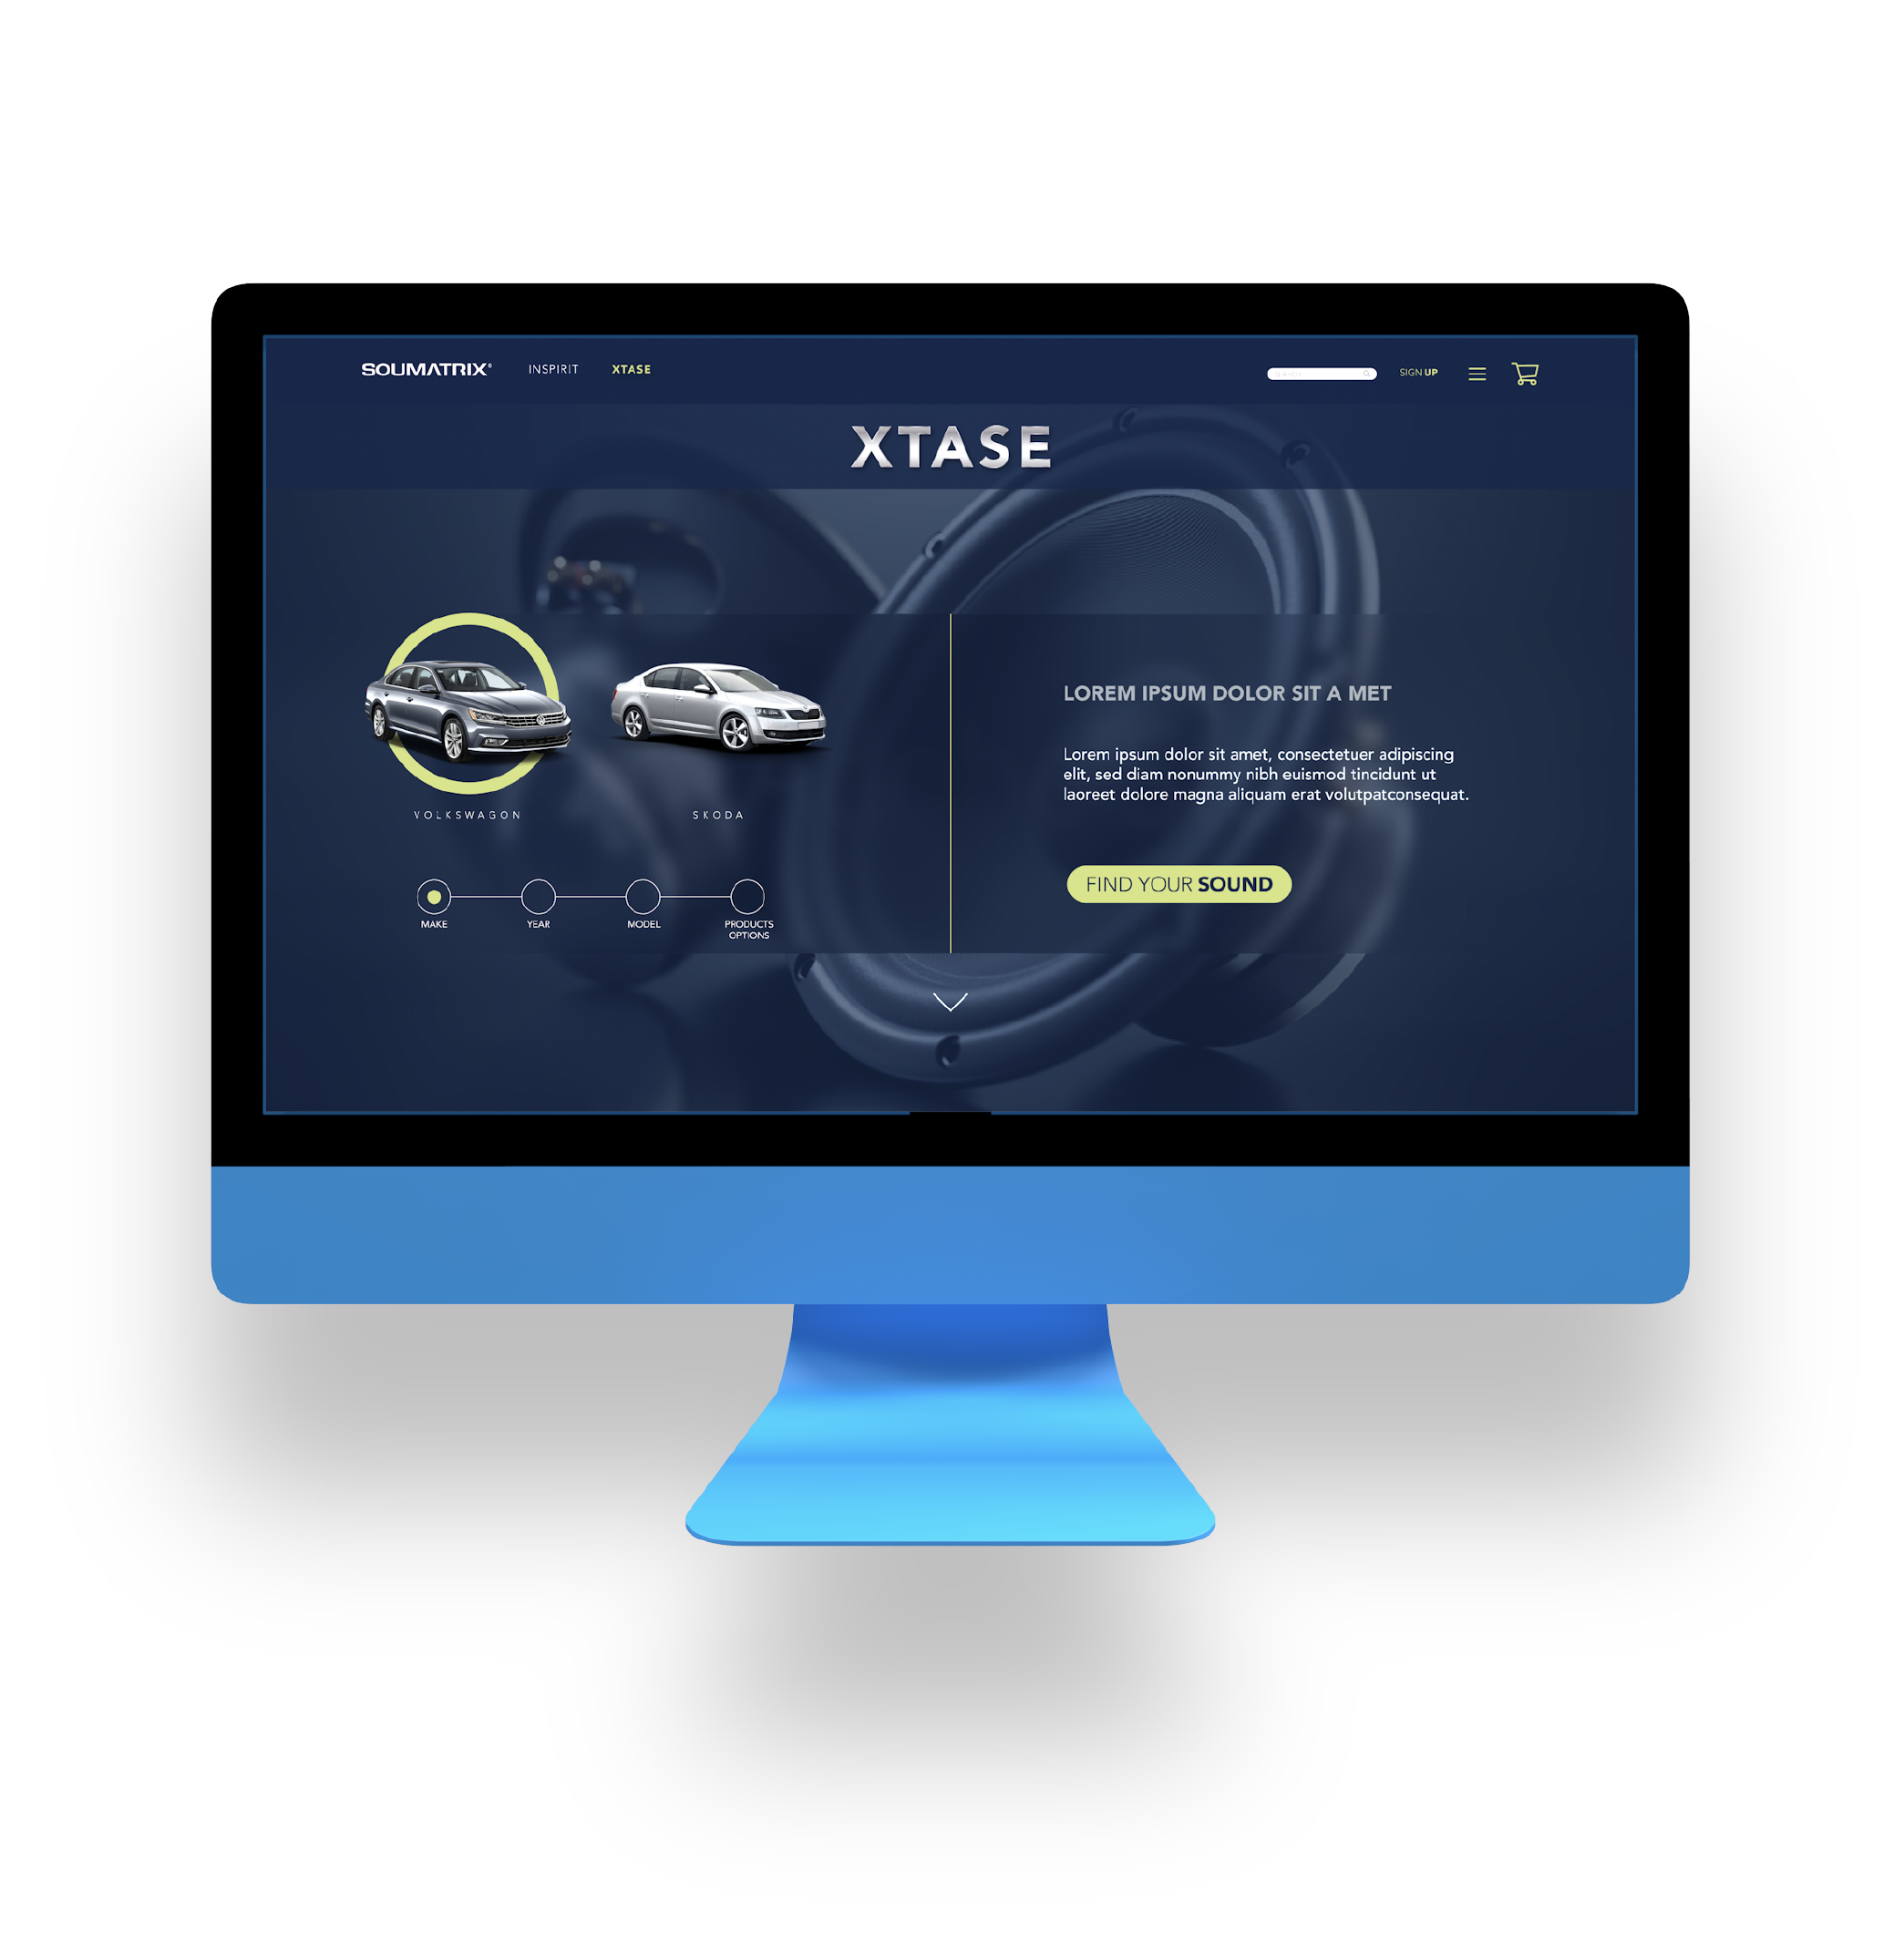 SOUMATRIX®
INSPIRIT
XTASE
SIGN UP
XTASE
VOLKSWAGON
SKODA
MAKE
YEAR
MODEL
PRODUCTS
OPTIONS
LOREM IPSUM DOLOR SIT A MET
Lorem ipsum dolor sit amet, consectetuer adipiscing
elit, sed diam nonummy nibh euismod tincidunt ut
laoreet dolore magna aliquam erat volutpatconsequat.
FIND YOUR SOUND